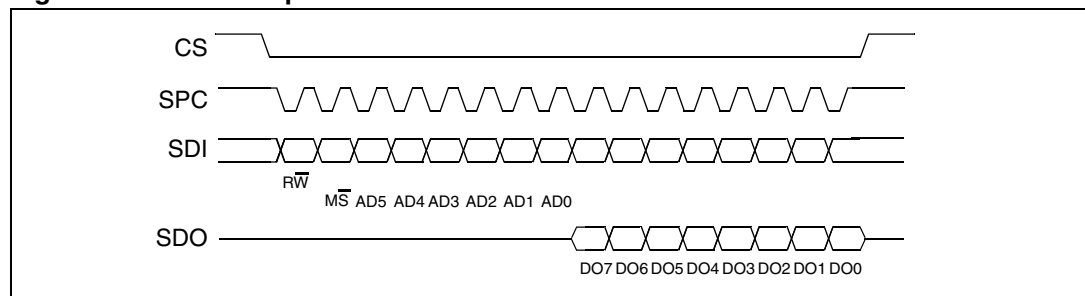 CS
SPC
SDI
RW̅
MS̅ AD5 AD4 AD3 AD2 AD1 AD0
SDO
DO7 DO6 DO5 DO4 DO3 DO2 DO1 DO0